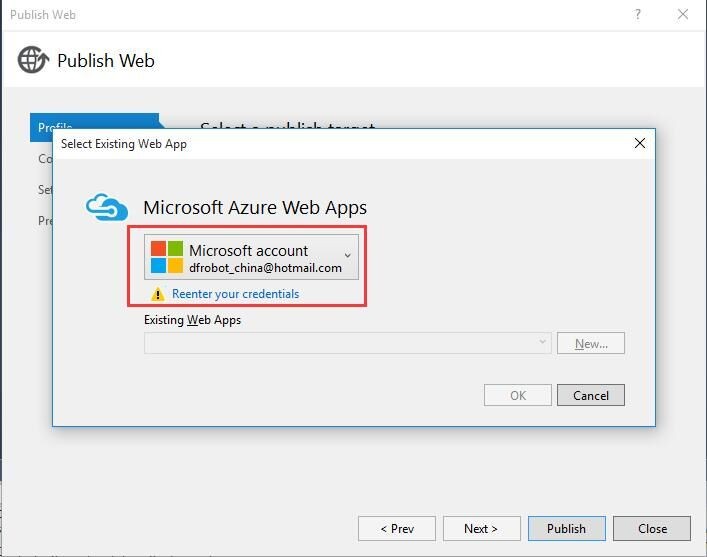 Publish Web
?
Publish Web
Profile
Select a publish target
Co
Set
Pre
Select Existing Web App
Microsoft Azure Web Apps
Microsoft account
dfrobot_china@hotmail.com
Reenter your credentials
Existing Web Apps
New...
OK
Cancel
< Prev
Next >
Publish
Close